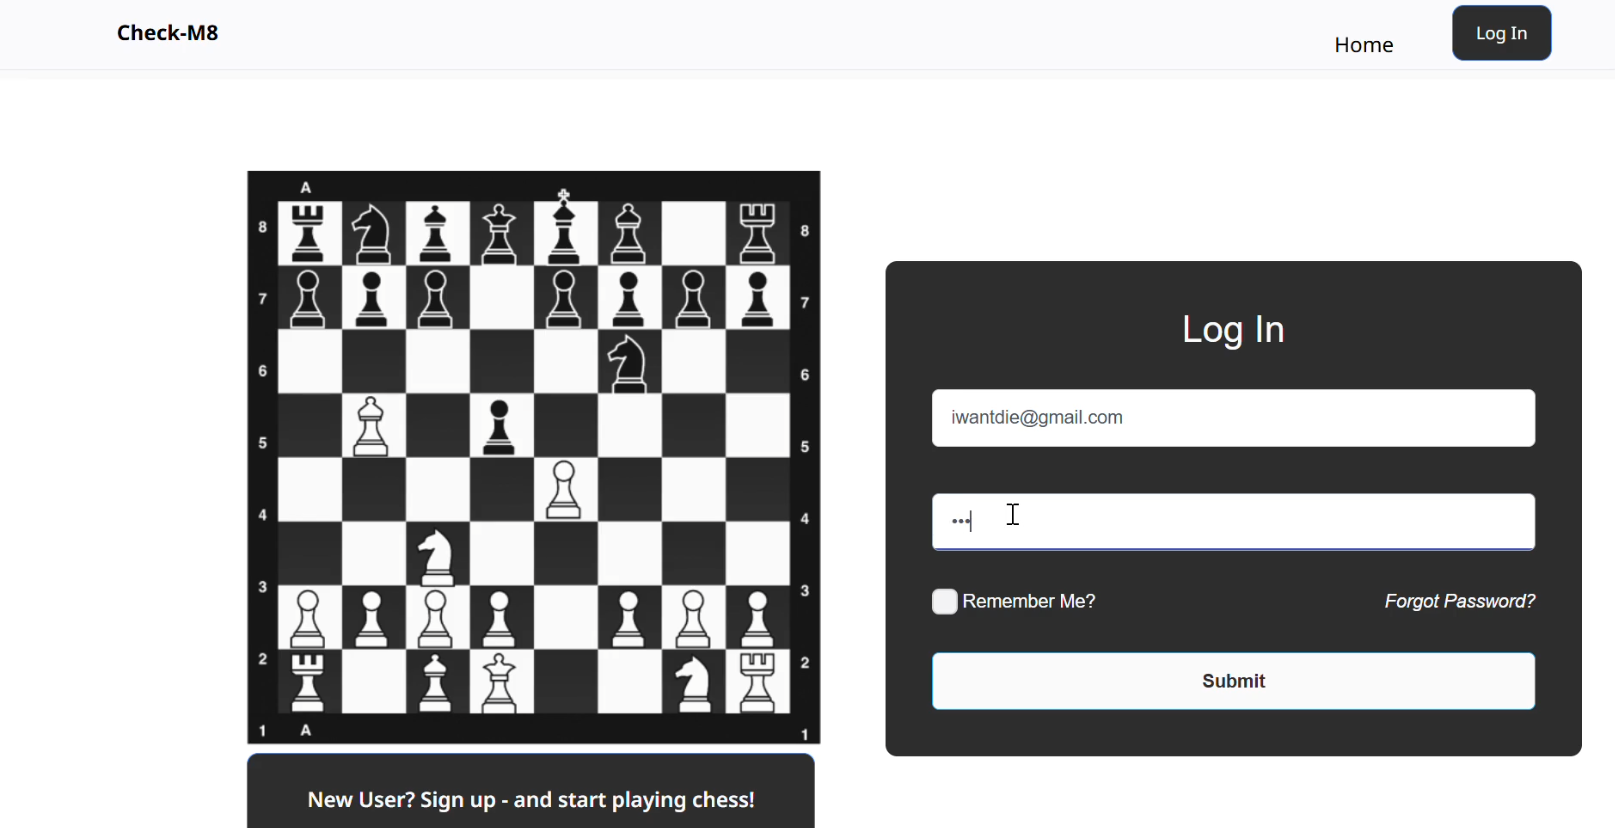 Check-M8
Home
Log In
A
8 8
7 7
6 6
5 5
4 4
3 3
2 2
1 A 1
Log In
iwantdie@gmail.com
•••
Remember Me? Forgot Password?
Submit
New User? Sign up - and start playing chess!